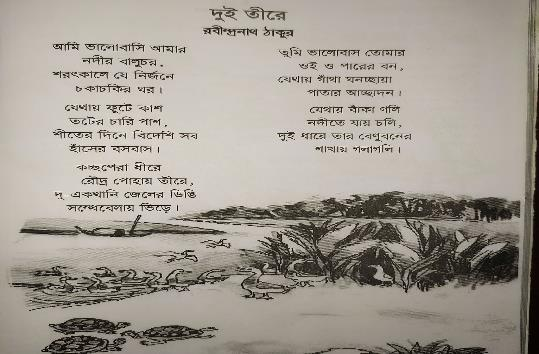 দুই তীরে
রবীন্দ্রনাথ ঠাকুর
আমি ভালোবাসি আমার
নদীর বালুচর,
শরৎকালে যে নির্জনে
চকাচকির ঘর।
যেথায় ফুটে কাশ
তটের চারি পাশ,
শীতের দিনে বিদেশি সব
হাঁসের বসবাস।
কচ্ছপেরা ধীরে
রৌদ্র পোহায় তীরে,
দু একখানি জেলের ডিঙি
সন্ধেবেলায় ভিড়ে।
তুমি ভালোবাস তোমার
ওই ও পারের বন,
যেথায় গাঁথা ঘনচ্ছায়া
পাতার আচ্ছাদন।
যেথায় বাঁকা গলি
নদীতে যায় চলি,
দুই ধারে তার বেণুবনের
শাখায় গলাগলি।